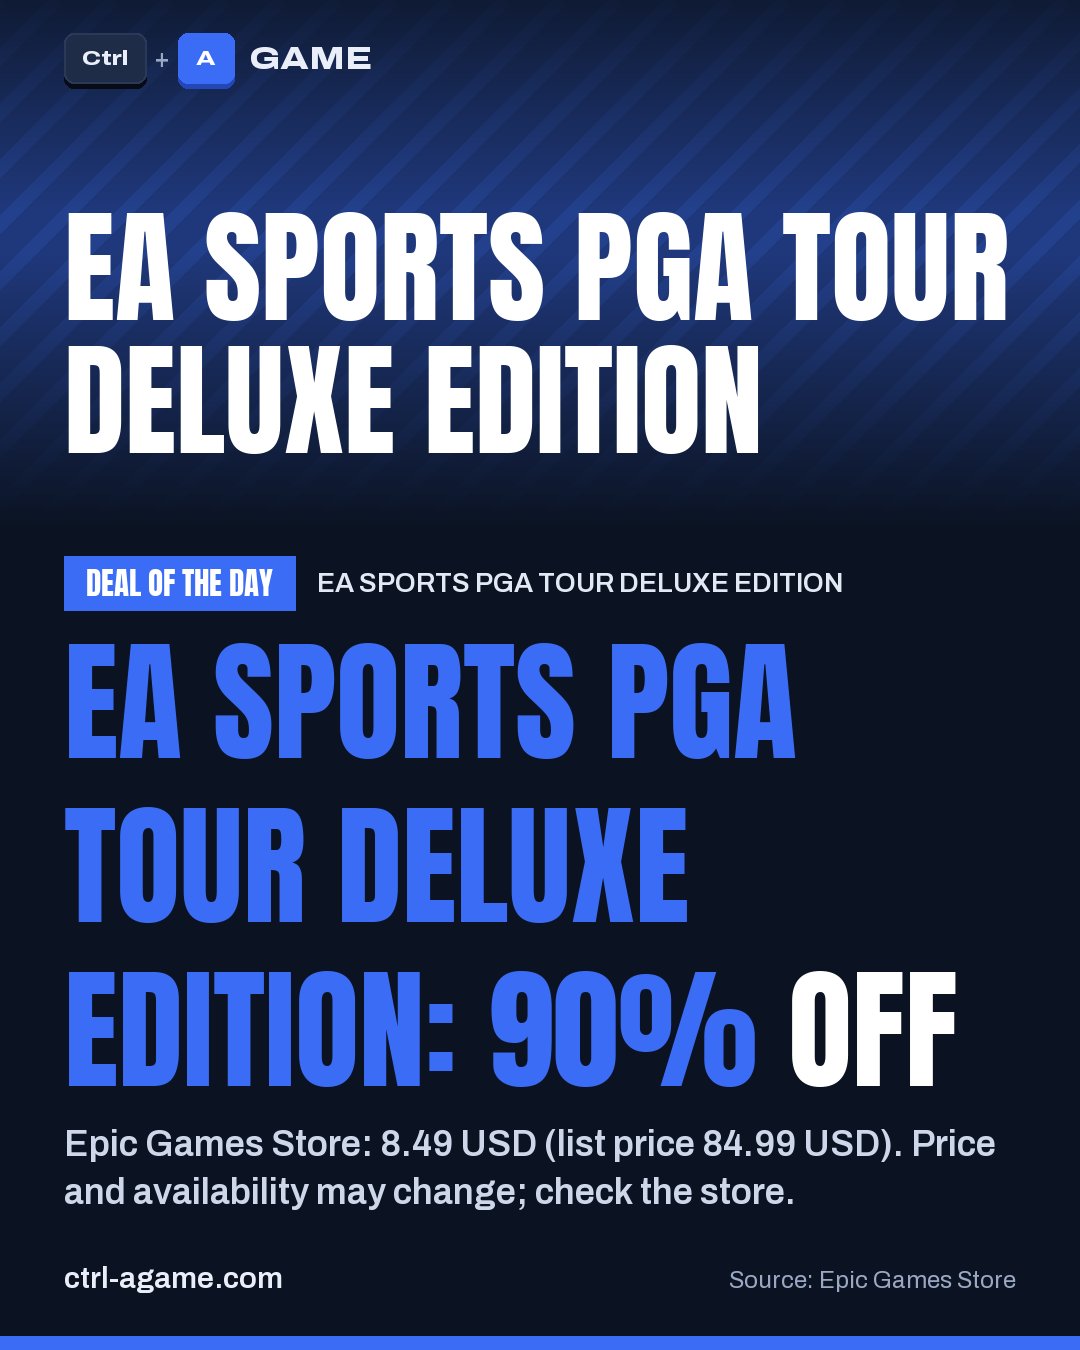 Ctrl + A GAME
EA SPORTS PGA TOUR
DELUXE EDITION
DEAL OF THE DAY EA SPORTS PGA TOUR DELUXE EDITION
EA SPORTS PGA
TOUR DELUXE
EDITION: 90% OFF
Epic Games Store: 8.49 USD (list price 84.99 USD). Price
and availability may change; check the store.
ctrl-agame.com Source: Epic Games Store